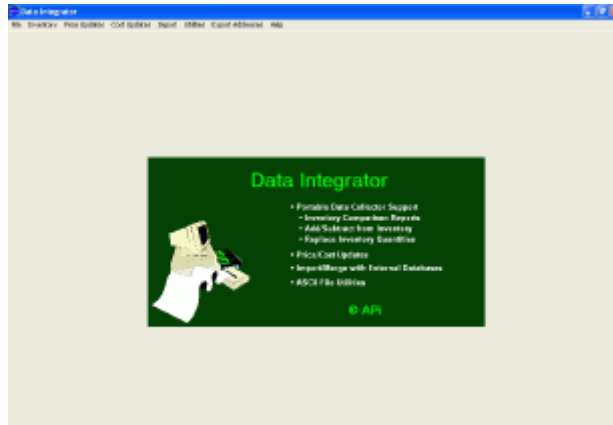 Data Integrator
File Inventory Price Updates Cost Updates Import Utilities Export Addresses Help
Data Integrator
• Portable Data Collector Support
• Inventory Comparison Reports
• Add/Subtract from Inventory
• Replace Inventory Quantities
• Price/Cost Updates
• Import/Merge with External Databases
• ASCII File Utilities
© APi